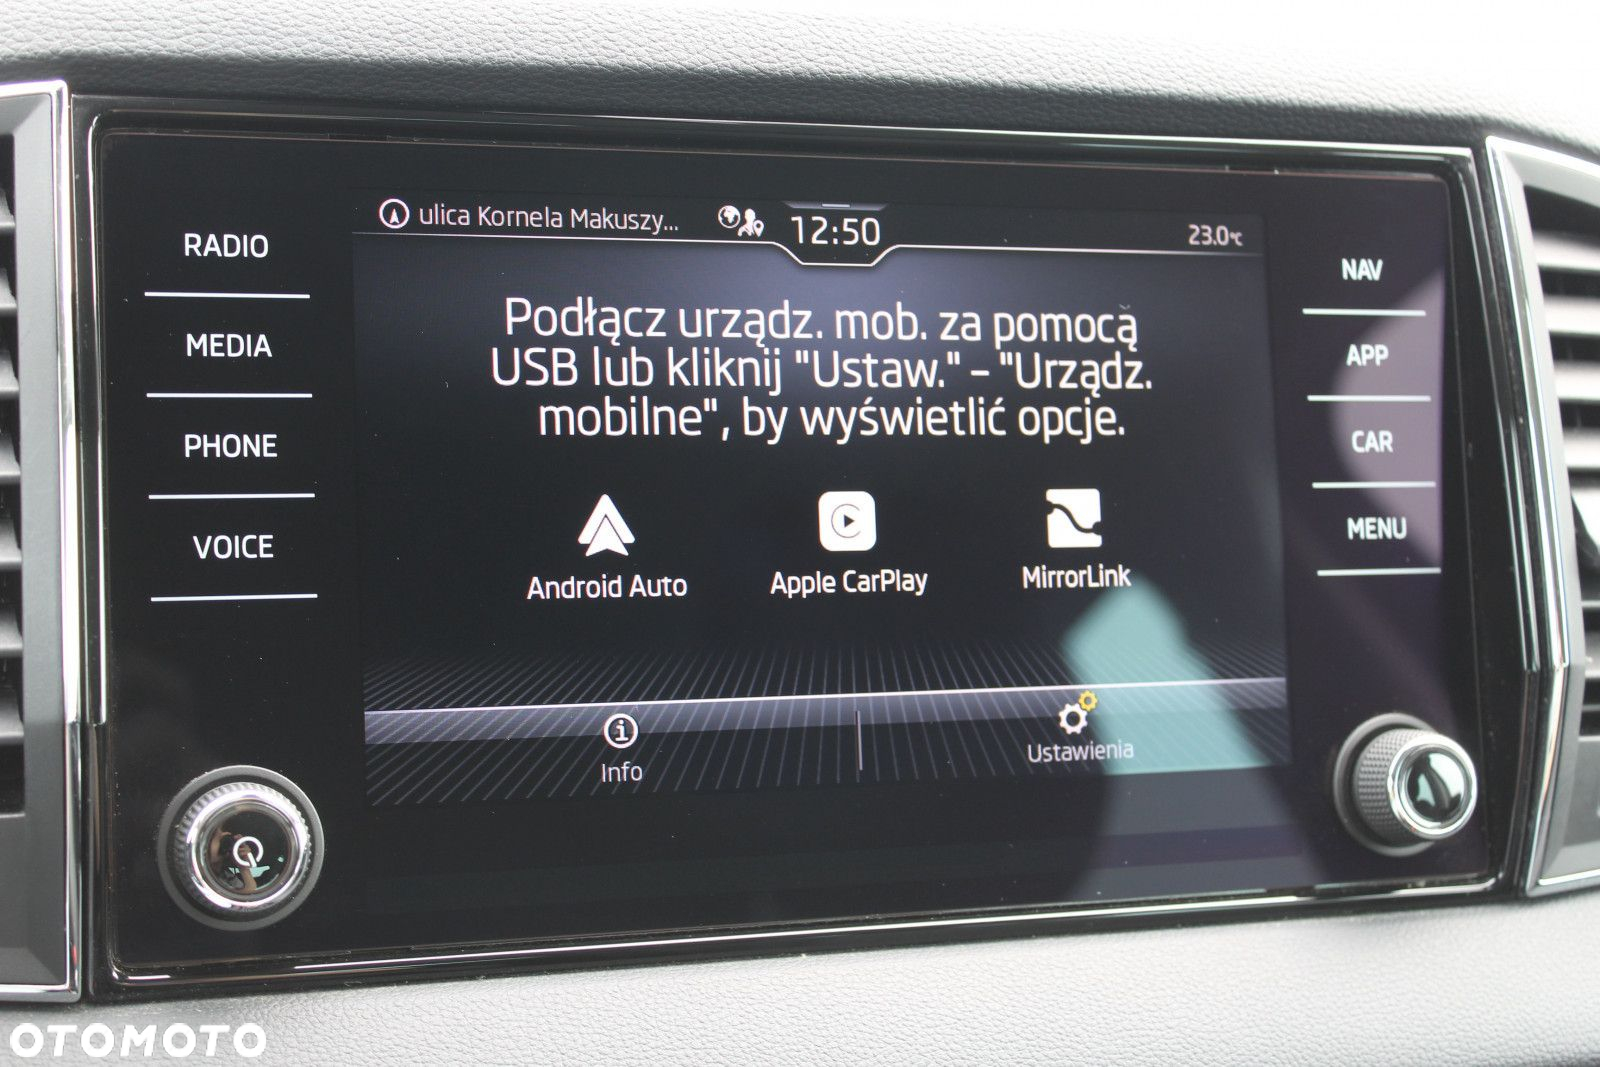 RADIO
MEDIA
PHONE
VOICE
ulica Kornela Makuszy...
12:50
23.0°C
Podłącz urządz. mob. za pomocą
USB lub kliknij "Ustaw." – "Urządz.
mobilne", by wyświetlić opcje.
Android Auto
Apple CarPlay
MirrorLink
Info
Ustawienia
NAV
APP
CAR
MENU
OTOMOTO